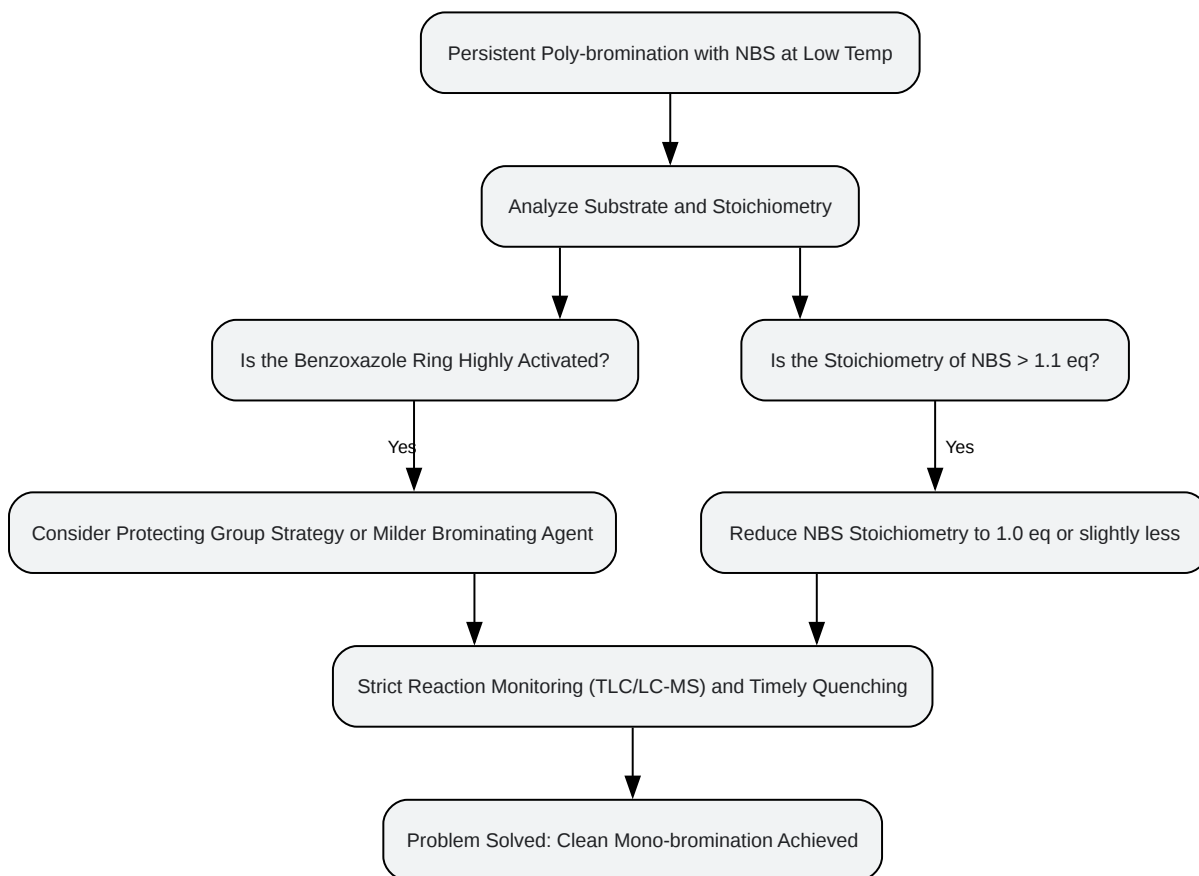 Persistent Poly-bromination with NBS at Low Temp
Analyze Substrate and Stoichiometry
Is the Benzoxazole Ring Highly Activated?
Is the Stoichiometry of NBS > 1.1 eq?
Yes
Yes
Consider Protecting Group Strategy or Milder Brominating Agent
Reduce NBS Stoichiometry to 1.0 eq or slightly less
Strict Reaction Monitoring (TLC/LC-MS) and Timely Quenching
Problem Solved: Clean Mono-bromination Achieved